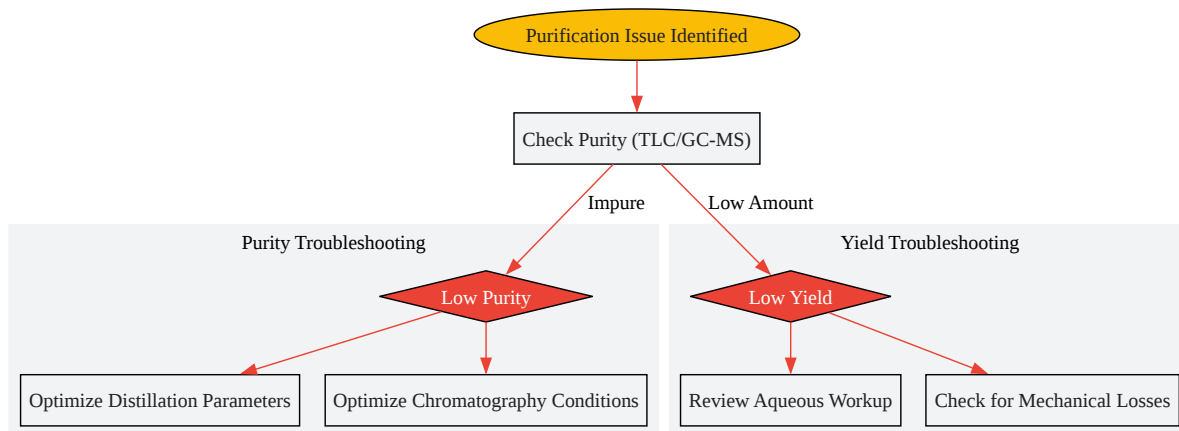 Purification Issue Identified
Check Purity (TLC/GC-MS)
Impure
Low Amount
Purity Troubleshooting
Yield Troubleshooting
Low Purity
Low Yield
Optimize Distillation Parameters
Optimize Chromatography Conditions
Review Aqueous Workup
Check for Mechanical Losses